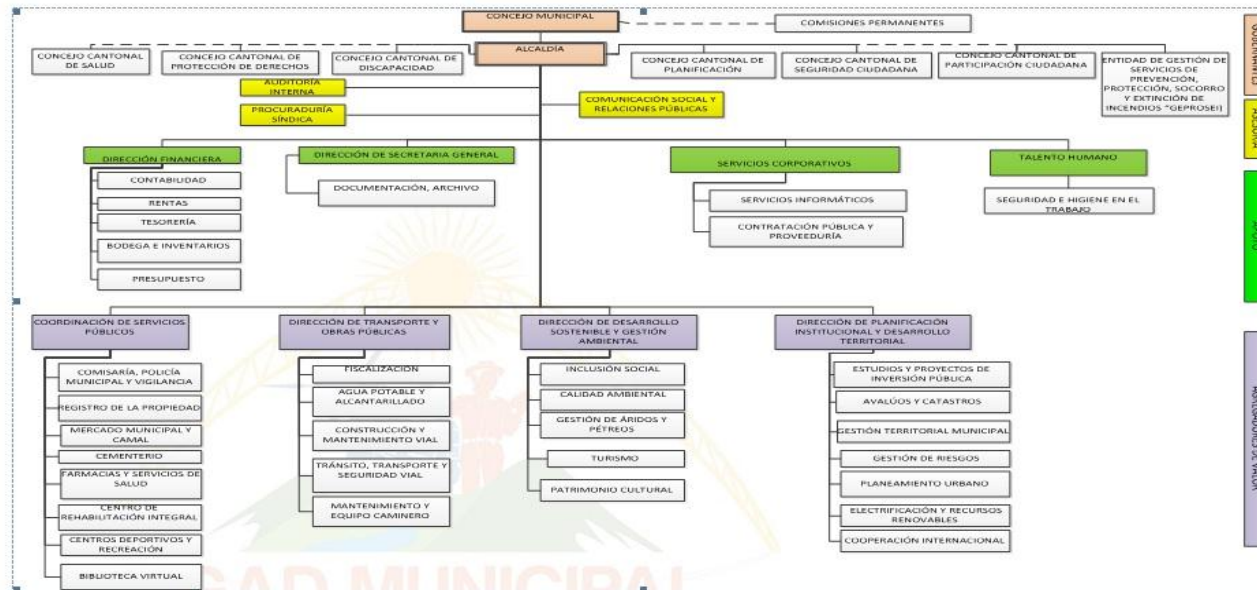 CONCEJO MUNICIPAL
COMISIONES PERMANENTES
ALCALDÍA
CONCEJO CANTONAL
DE SALUD
CONCEJO CANTONAL DE
PROTECCIÓN DE DERECHOS
CONCEJO CANTONAL DE
DISCAPACIDAD
CONCEJO CANTONAL DE
PLANIFICACIÓN
CONCEJO CANTONAL DE
SEGURIDAD CIUDADANA
CONCEJO CANTONAL DE
PARTICIPACIÓN CIUDADANA
ENTIDAD DE GESTIÓN DE
SERVICIOS DE
PREVENCIÓN,
PROTECCIÓN, SOCORRO
Y EXTINCIÓN DE
INCENDIOS "GEPROSEI)
AUDITORÍA
INTERNA
PROCURADURÍA
SÍNDICA
COMUNICACIÓN SOCIAL Y
RELACIONES PÚBLICAS
DIRECCIÓN FINANCIERA
CONTABILIDAD
RENTAS
TESORERÍA
BODEGA E INVENTARIOS
PRESUPUESTO
DIRECCIÓN DE SECRETARIA GENERAL
DOCUMENTACIÓN, ARCHIVO
SERVICIOS CORPORATIVOS
SERVICIOS INFORMÁTICOS
CONTRATACIÓN PÚBLICA Y
PROVEEDURÍA
TALENTO HUMANO
SEGURIDAD E HIGIENE EN EL
TRABAJO
COORDINACIÓN DE SERVICIOS
PÚBLICOS
COMISARÍA, POLICÍA
MUNICIPAL Y VIGILANCIA
REGISTRO DE LA PROPIEDAD
MERCADO MUNICIPAL Y
CAMAL
CEMENTERIO
FARMACIAS Y SERVICIOS DE
SALUD
CENTRO DE
REHABILITACIÓN INTEGRAL
CENTROS DEPORTIVOS Y
RECREACIÓN
BIBLIOTECA VIRTUAL
DIRECCIÓN DE TRANSPORTE Y
OBRAS PÚBLICAS
FISCALIZACIÓN
AGUA POTABLE Y
ALCANTARILLADO
CONSTRUCCIÓN Y
MANTENIMIENTO VIAL
TRÁNSITO, TRANSPORTE Y
SEGURIDAD VIAL
MANTENIMIENTO Y
EQUIPO CAMINERO
DIRECCIÓN DE DESARROLLO
SOSTENIBLE Y GESTIÓN
AMBIENTAL
INCLUSIÓN SOCIAL
CALIDAD AMBIENTAL
GESTIÓN DE ÁRIDOS Y
PÉTREOS
TURISMO
PATRIMONIO CULTURAL
DIRECCIÓN DE PLANIFICACIÓN
INSTITUCIONAL Y DESARROLLO
TERRITORIAL
ESTUDIOS Y PROYECTOS DE
INVERSIÓN PÚBLICA
AVALÚOS Y CATASTROS
GESTIÓN TERRITORIAL MUNICIPAL
GESTIÓN DE RIESGOS
PLANEAMIENTO URBANO
ELECTRIFICACIÓN Y RECURSOS
RENOVABLES
COOPERACIÓN INTERNACIONAL
GAD MUNICIPAL